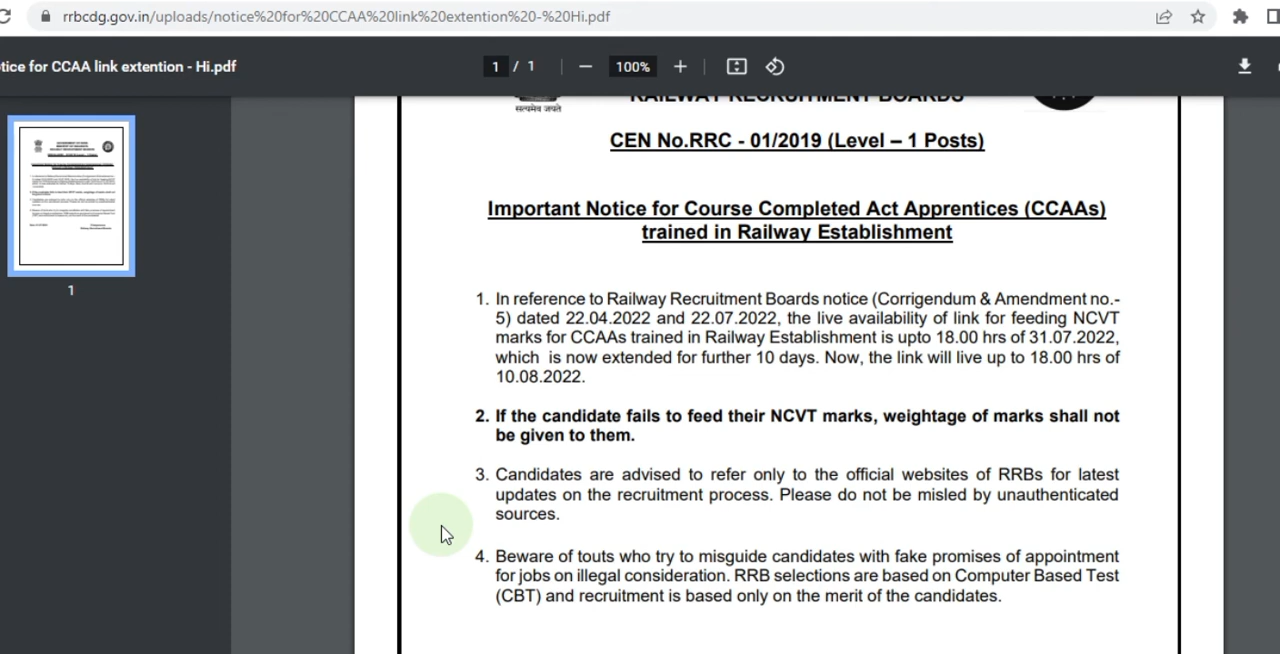 rrbcdg.gov.in/uploads/notice%20for%20CCAA%20link%20extention%20-%20Hi.pdf
tice for CCAA link extention - Hi.pdf
1 / 1
100%
सत्यमेव जयते
RAILWAY RECRUITMENT BOARDS
CEN No.RRC - 01/2019 (Level – 1 Posts)
Important Notice for Course Completed Act Apprentices (CCAAs)
trained in Railway Establishment
1. In reference to Railway Recruitment Boards notice (Corrigendum & Amendment no.-
5) dated 22.04.2022 and 22.07.2022, the live availability of link for feeding NCVT
marks for CCAAs trained in Railway Establishment is upto 18.00 hrs of 31.07.2022,
which is now extended for further 10 days. Now, the link will live up to 18.00 hrs of
10.08.2022.
2. If the candidate fails to feed their NCVT marks, weightage of marks shall not
be given to them.
3. Candidates are advised to refer only to the official websites of RRBs for latest
updates on the recruitment process. Please do not be misled by unauthenticated
sources.
4. Beware of touts who try to misguide candidates with fake promises of appointment
for jobs on illegal consideration. RRB selections are based on Computer Based Test
(CBT) and recruitment is based only on the merit of the candidates.
1